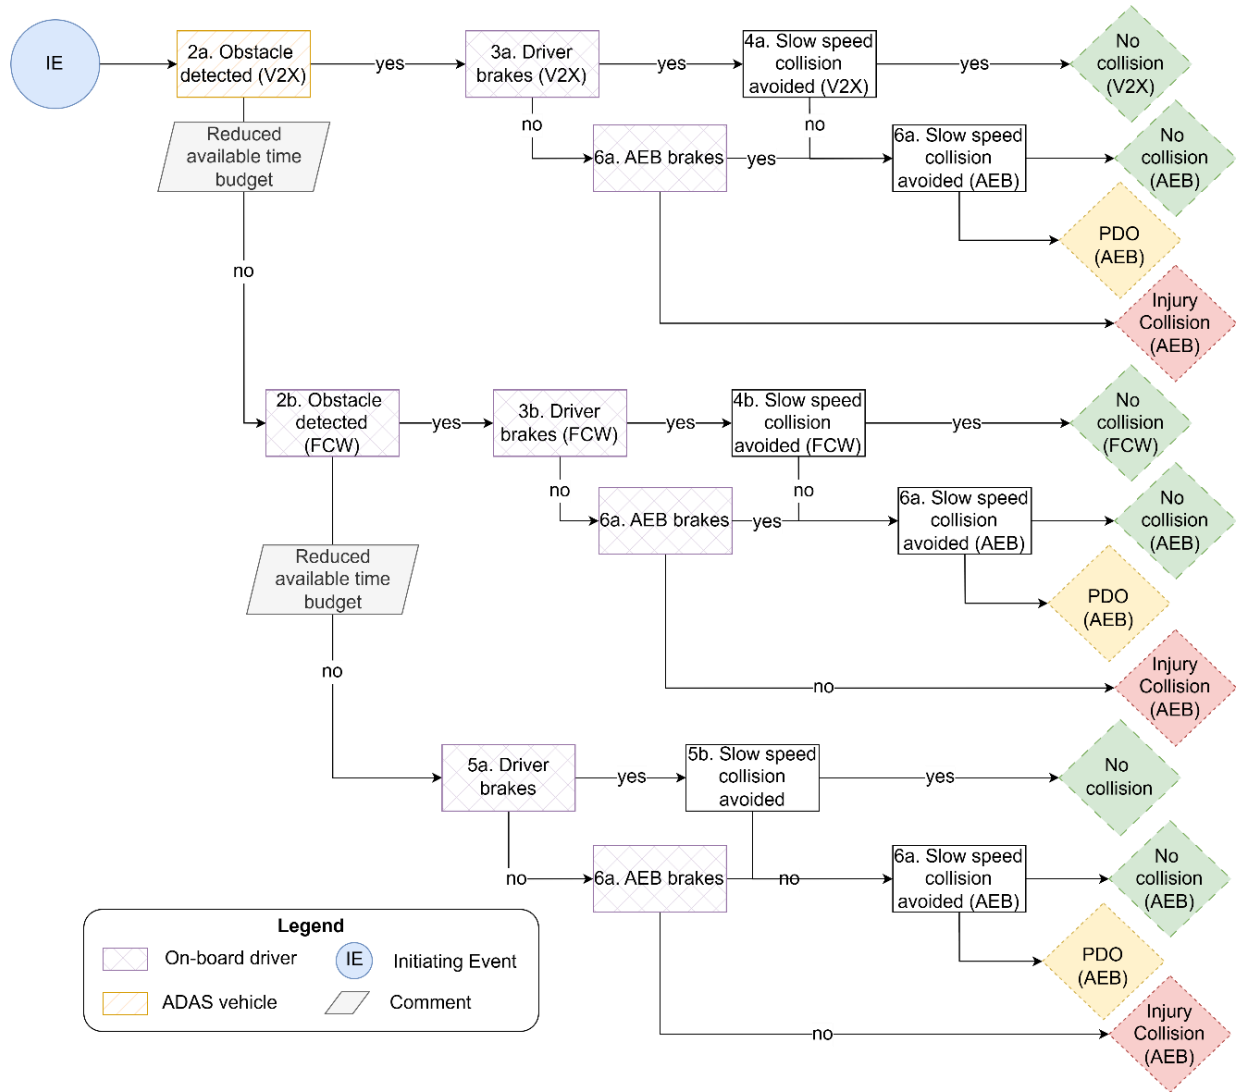 IE
2a. Obstacle
detected (V2X)
yes
3a. Driver
brakes (V2X)
yes
4a. Slow speed
collision
avoided (V2X)
yes
No
collision
(V2X)
Reduced
available time
budget
no
6a. AEB brakes
yes
no
6a. Slow speed
collision
avoided (AEB)
No
collision
(AEB)
PDO
(AEB)
no
Injury
Collision
(AEB)
2b. Obstacle
detected
(FCW)
yes
3b. Driver
brakes (FCW)
yes
4b. Slow speed
collision
avoided (FCW)
yes
No
collision
(FCW)
no
6a. AEB brakes
yes
no
6a. Slow speed
collision
avoided (AEB)
No
collision
(AEB)
Reduced
available time
budget
PDO
(AEB)
no
no
Injury
Collision
(AEB)
5a. Driver
brakes
yes
5b. Slow speed
collision
avoided
yes
No
collision
no
6a. AEB brakes
no
6a. Slow speed
collision
avoided (AEB)
No
collision
(AEB)
PDO
(AEB)
no
Injury
Collision
(AEB)
Legend
On-board driver
IE
Initiating Event
ADAS vehicle
Comment